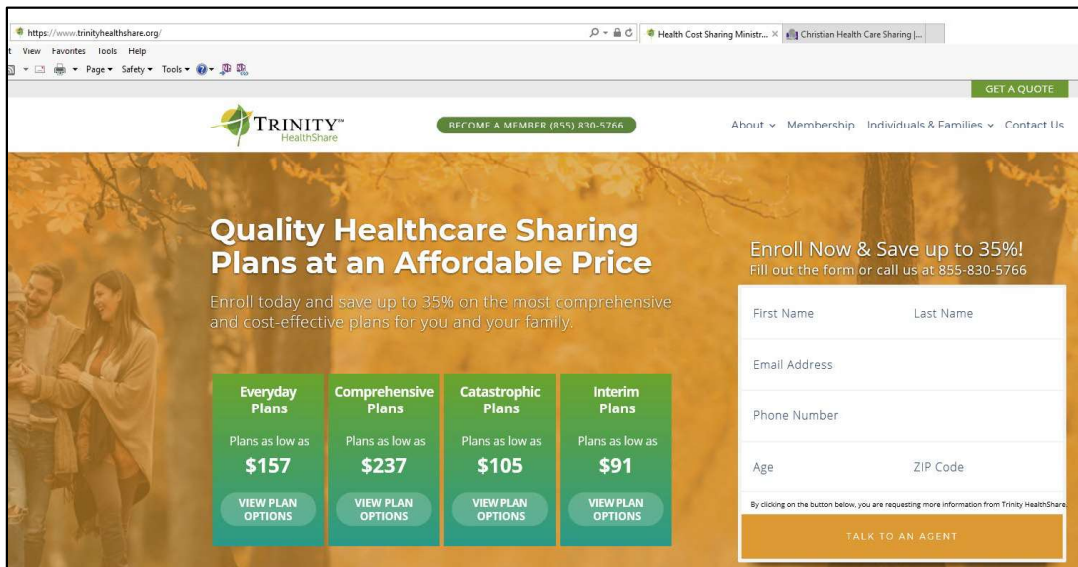 https://www.trinityhealthshare.org/
Health Cost Sharing Ministr...
Christian Health Care Sharing |...
t View Favorites Tools Help
Page Safety Tools
GET A QUOTE
TRINITY™
HealthShare
BECOME A MEMBER (855) 830-5766
About Membership Individuals & Families Contact Us
Quality Healthcare Sharing
Plans at an Affordable Price
Enroll today and save up to 35% on the most comprehensive
and cost-effective plans for you and your family.
Everyday
Plans
Plans as low as
$157
VIEW PLAN
OPTIONS
Comprehensive
Plans
Plans as low as
$237
VIEW PLAN
OPTIONS
Catastrophic
Plans
Plans as low as
$105
VIEW PLAN
OPTIONS
Interim
Plans
Plans as low as
$91
VIEW PLAN
OPTIONS
Enroll Now & Save up to 35%!
Fill out the form or call us at 855-830-5766
First Name Last Name
Email Address
Phone Number
Age ZIP Code
By clicking on the button below, you are requesting more information from Trinity HealthShare.
TALK TO AN AGENT